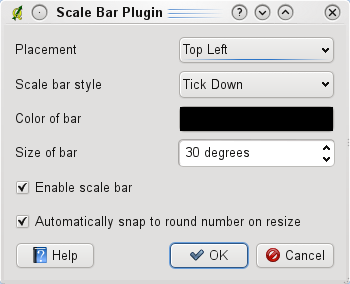 Scale Bar Plugin
Placement Top Left
Scale bar style Tick Down
Color of bar
Size of bar 30 degrees
Enable scale bar
Automatically snap to round number on resize
Help OK Cancel